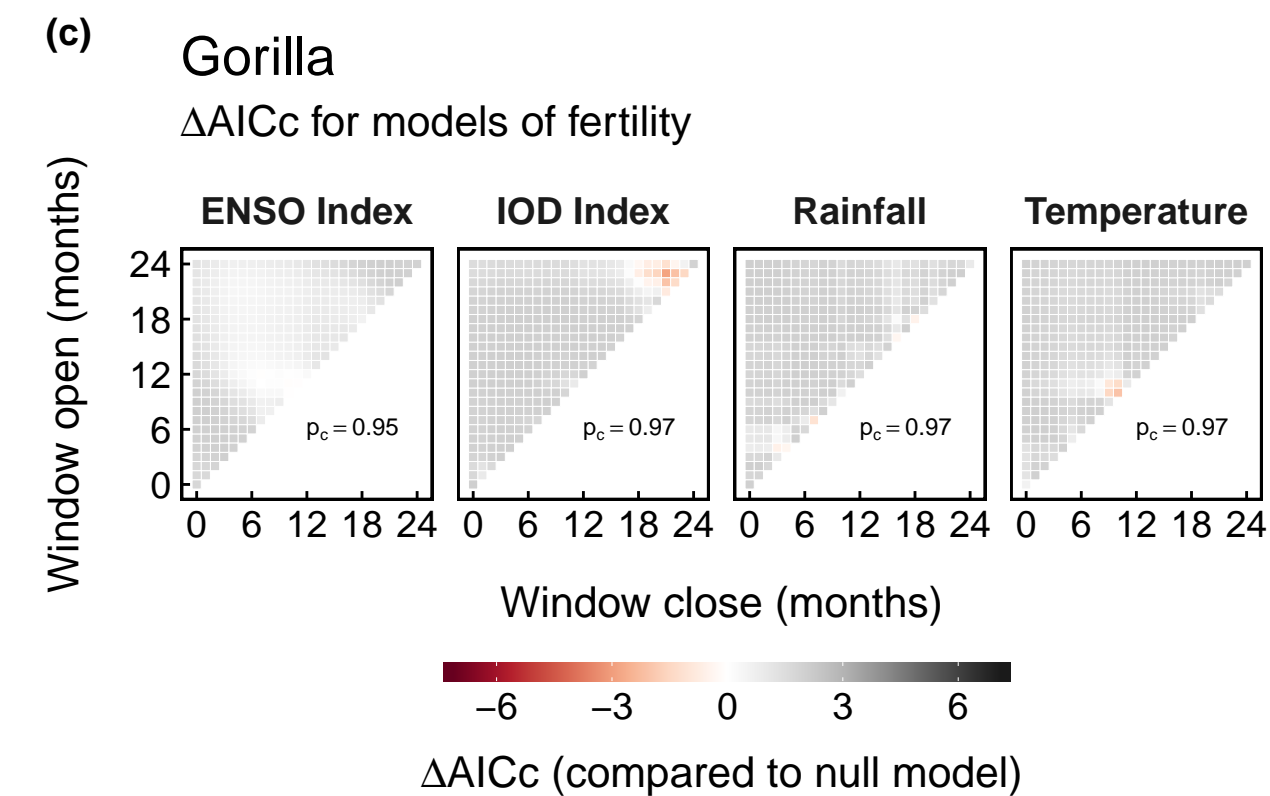 (c)
Gorilla
ΔAICc for models of fertility
ENSO Index IOD Index Rainfall Temperature
Window open (months)
24
18
12
6
0
p_c = 0.95 p_c = 0.97 p_c = 0.97 p_c = 0.97
0 6 12 18 24 0 6 12 18 24 0 6 12 18 24 0 6 12 18 24
Window close (months)
−6 −3 0 3 6
ΔAICc (compared to null model)